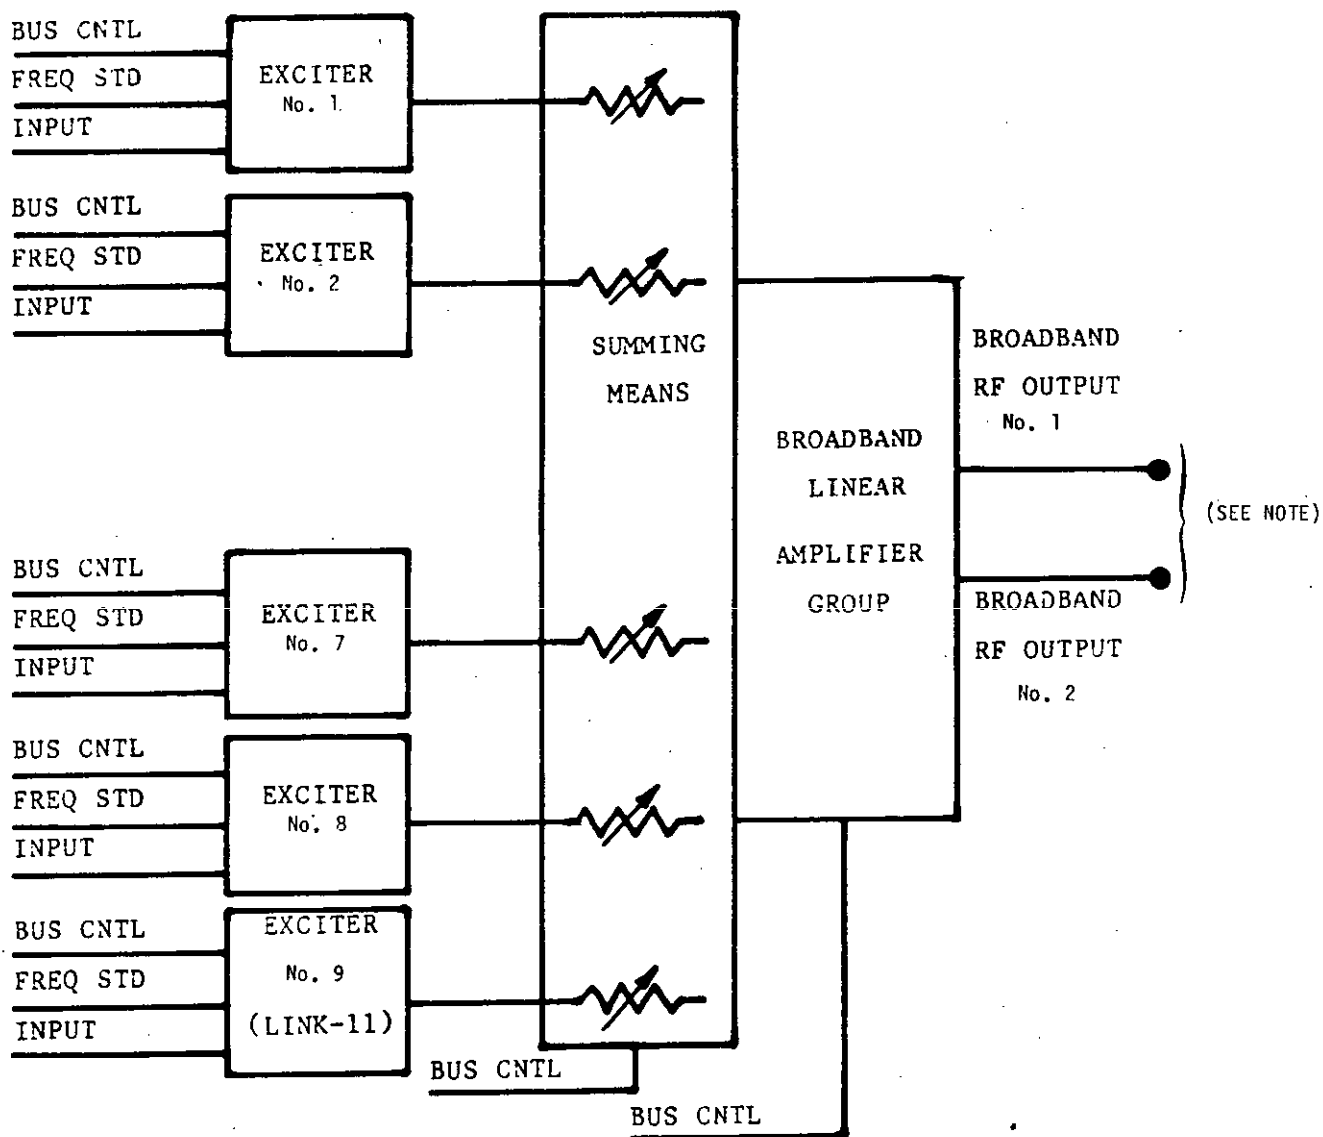 BUS CNTL
FREQ STD
INPUT
EXCITER
No. 1
BUS CNTL
FREQ STD
INPUT
EXCITER
No. 2
BUS CNTL
FREQ STD
INPUT
EXCITER
No. 7
BUS CNTL
FREQ STD
INPUT
EXCITER
No. 8
BUS CNTL
FREQ STD
INPUT
EXCITER
No. 9
(LINK-11)
SUMMING
MEANS
BUS CNTL
BROADBAND
LINEAR
AMPLIFIER
GROUP
BUS CNTL
BROADBAND
RF OUTPUT
No. 1
BROADBAND
RF OUTPUT
No. 2
(SEE NOTE)